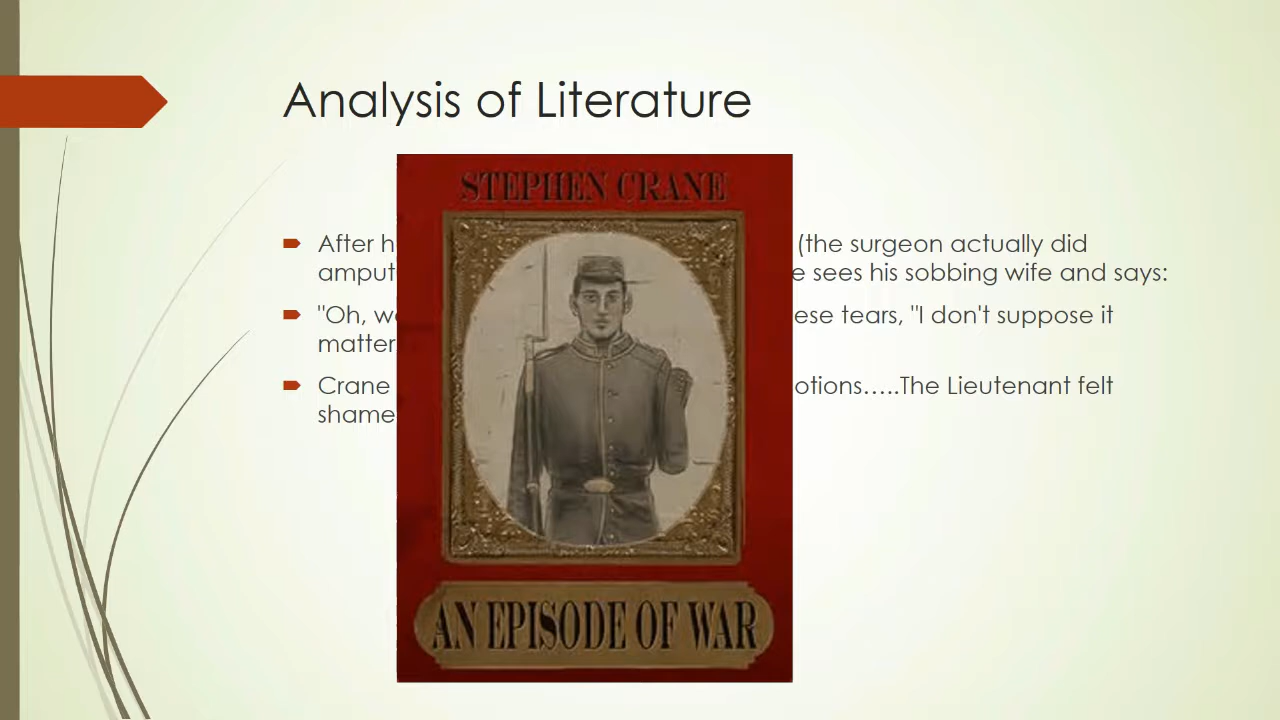 Analysis of Literature
STEPHEN CRANE
After h (the surgeon actually did
amput e sees his sobbing wife and says:
"Oh, w ese tears, "I don't suppose it
matter
Crane otions.....The Lieutenant felt
shame
AN EPISODE OF WAR